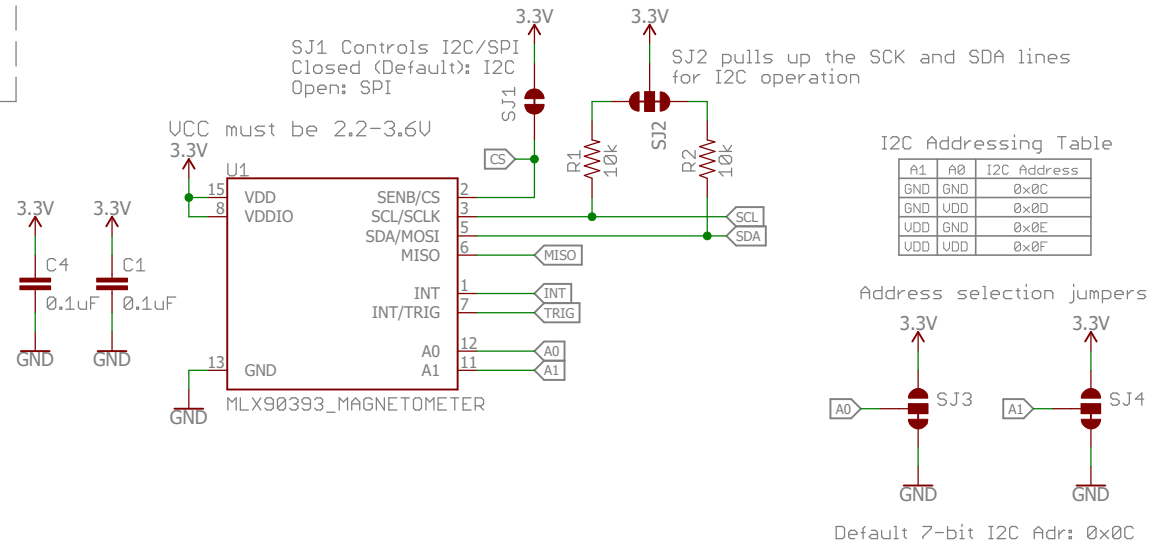 3.3V
3.3V
SJ1 Controls I2C/SPI
Closed (Default): I2C
Open: SPI
SJ1
SJ2 pulls up the SCK and SDA lines
for I2C operation
SJ2
VCC must be 2.2-3.6V
3.3V
CS
R1
10k
R2
10k
U1
15
VDD
8
VDDIO
13
GND
SENB/CS
2
SCL/SCLK
3
SDA/MOSI
5
MISO
6
INT
1
INT/TRIG
7
A0
12
A1
11
SCL
SDA
MISO
INT
TRIG
A0
A1
GND
MLX90393_MAGNETOMETER
3.3V
3.3V
C4
0.1uF
C1
0.1uF
GND
GND
I2C Addressing Table
A1 A0 I2C Address
GND GND 0x0C
GND VDD 0x0D
VDD GND 0x0E
VDD VDD 0x0F
Address selection jumpers
3.3V
3.3V
A0
SJ3
A1
SJ4
GND
GND
Default 7-bit I2C Adr: 0x0C